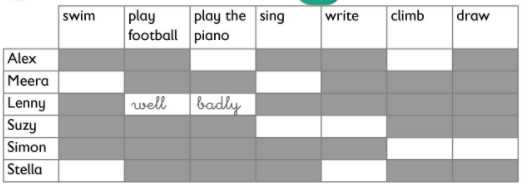 swim play football play the piano sing write climb draw
Alex
Meera
Lenny well badly
Suzy
Simon
Stella